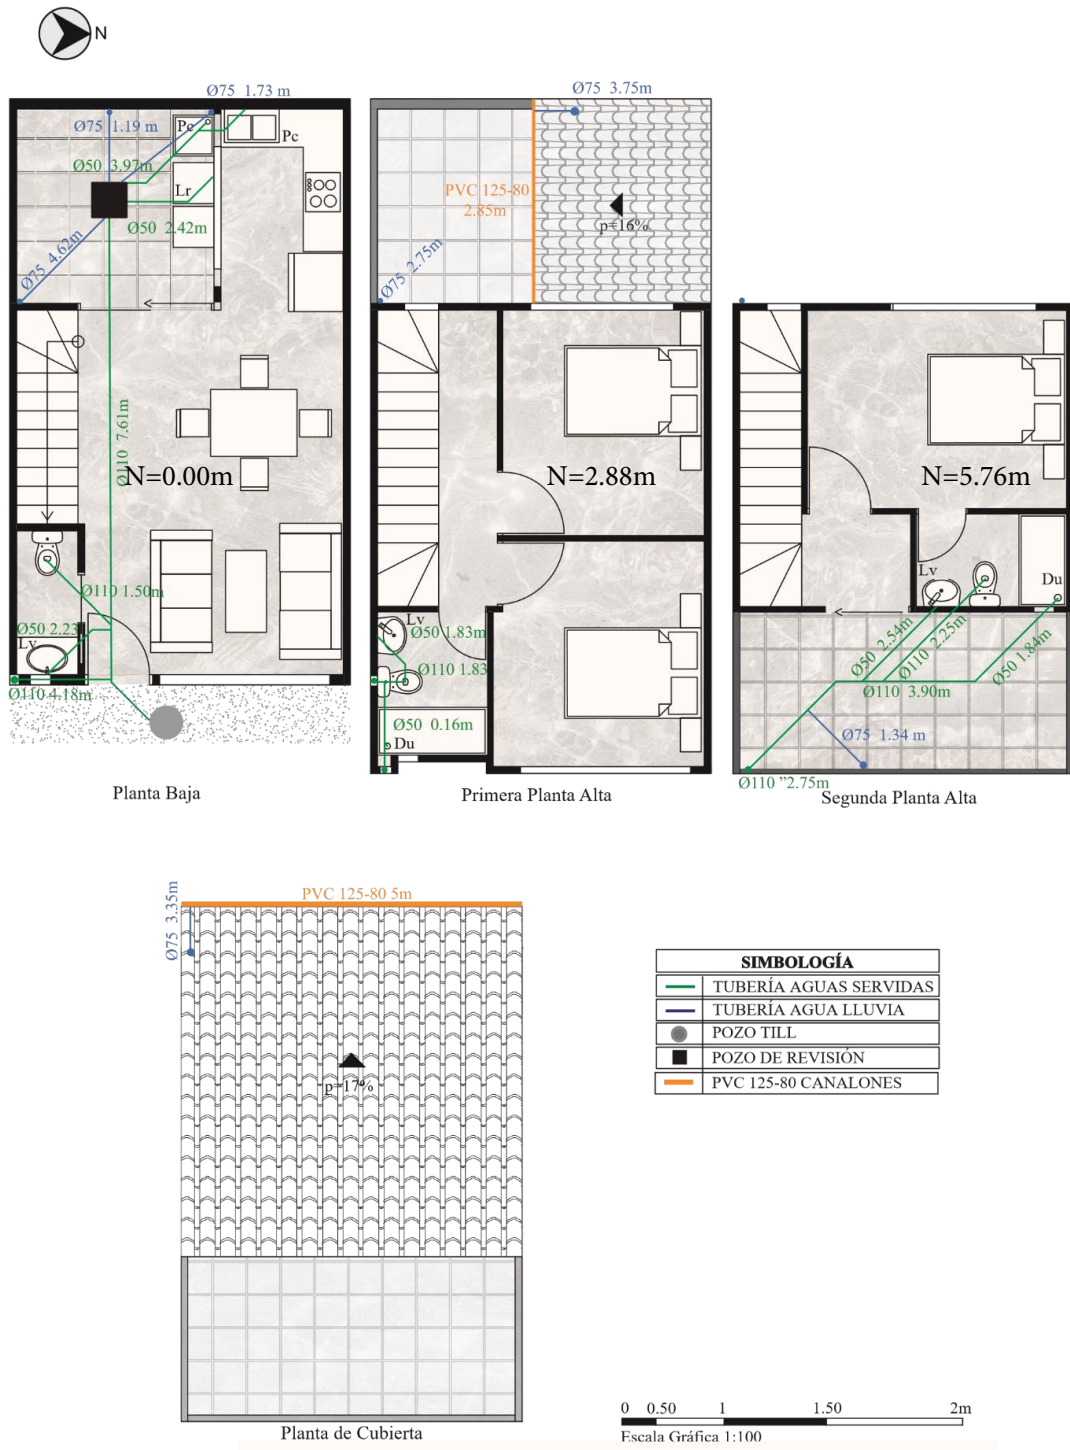 N
Ø75 1.73 m
Ø75 1.19 m
Pc
Pc
Ø50 3.97m
Lr
Ø50 2.42m
Ø75 4.62m
Ø110 7.61m
N=0.00m
Ø110 1.50m
Ø50 2.23
Lv
Ø110 4.18m
Planta Baja
Ø75 3.75m
PVC 125-80
2.85m
p=16%
Ø75 2.75m
N=2.88m
Lv
Ø50 1.83m
Ø110 1.83
Ø50 0.16m
Du
Primera Planta Alta
N=5.76m
Lv
Du
Ø50 2.54m
Ø110 2.25m
Ø50 1.84m
Ø110 3.90m
Ø75 1.34 m
Ø110 ”2.75m
Segunda Planta Alta
PVC 125-80 5m
Ø75 3.35m
p=17%
Planta de Cubierta
SIMBOLOGÍA
TUBERÍA AGUAS SERVIDAS
TUBERÍA AGUA LLUVIA
POZO TILL
POZO DE REVISIÓN
PVC 125-80 CANALONES
0 0.50 1 1.50 2m
Escala Gráfica 1:100